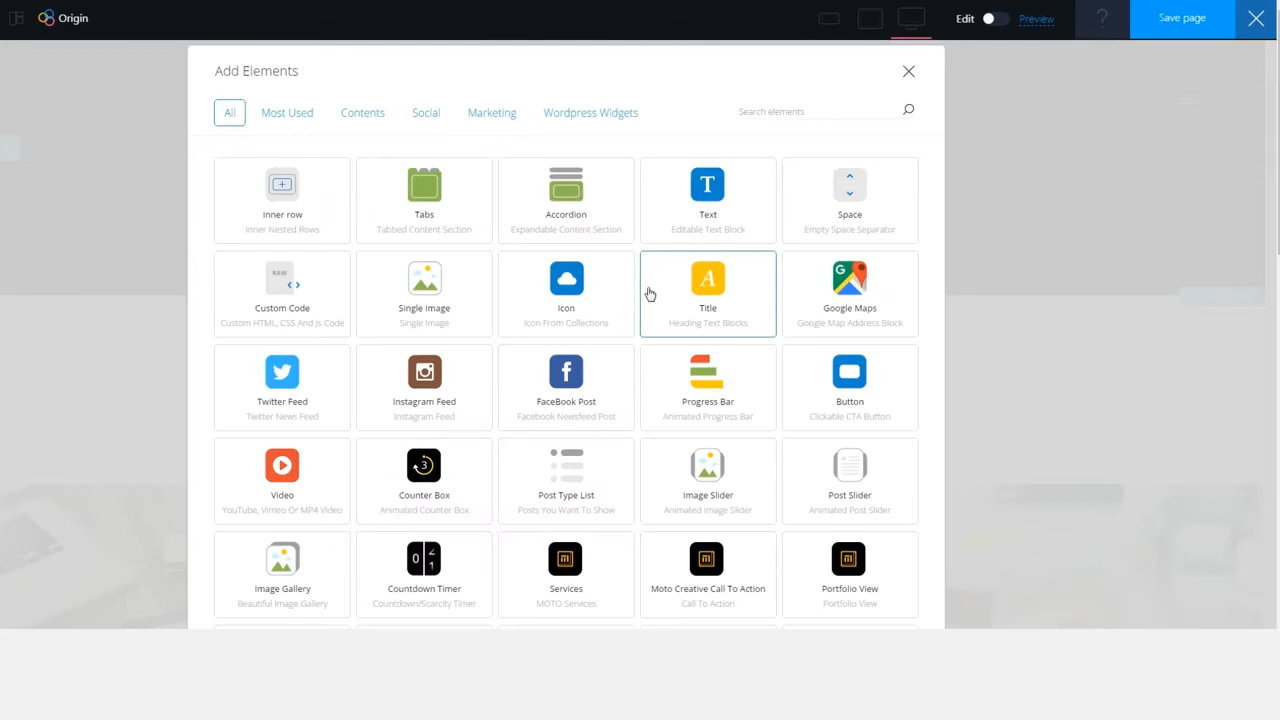 Origin
Edit
Preview
?
Save page
Add Elements
All
Most Used
Contents
Social
Marketing
Wordpress Widgets
Search elements
Inner row
Inner Nested Rows
Tabs
Tabbed Content Section
Accordion
Expandable Content Section
T
Text
Editable Text Block
Space
Empty Space Separator
RAW
Custom Code
Custom HTML, CSS And Js Code
Single Image
Single Image
Icon
Icon From Collections
A
Title
Heading Text Blocks
G
Google Maps
Google Map Address Block
Twitter Feed
Twitter News Feed
Instagram Feed
Instagram Feed
f
FaceBook Post
Facebook Newsfeed Post
Progress Bar
Animated Progress Bar
Button
Clickable CTA Button
Video
YouTube, Vimeo Or MP4 Video
3
Counter Box
Animated Counter Box
Post Type List
Posts You Want To Show
Image Slider
Animated Image Slider
Post Slider
Animated Post Slider
Image Gallery
Beautiful Image Gallery
0 2 1
Countdown Timer
Countdown/Scarcity Timer
Services
MOTO Services
Moto Creative Call To Action
Call To Action
Portfolio View
Portfolio View